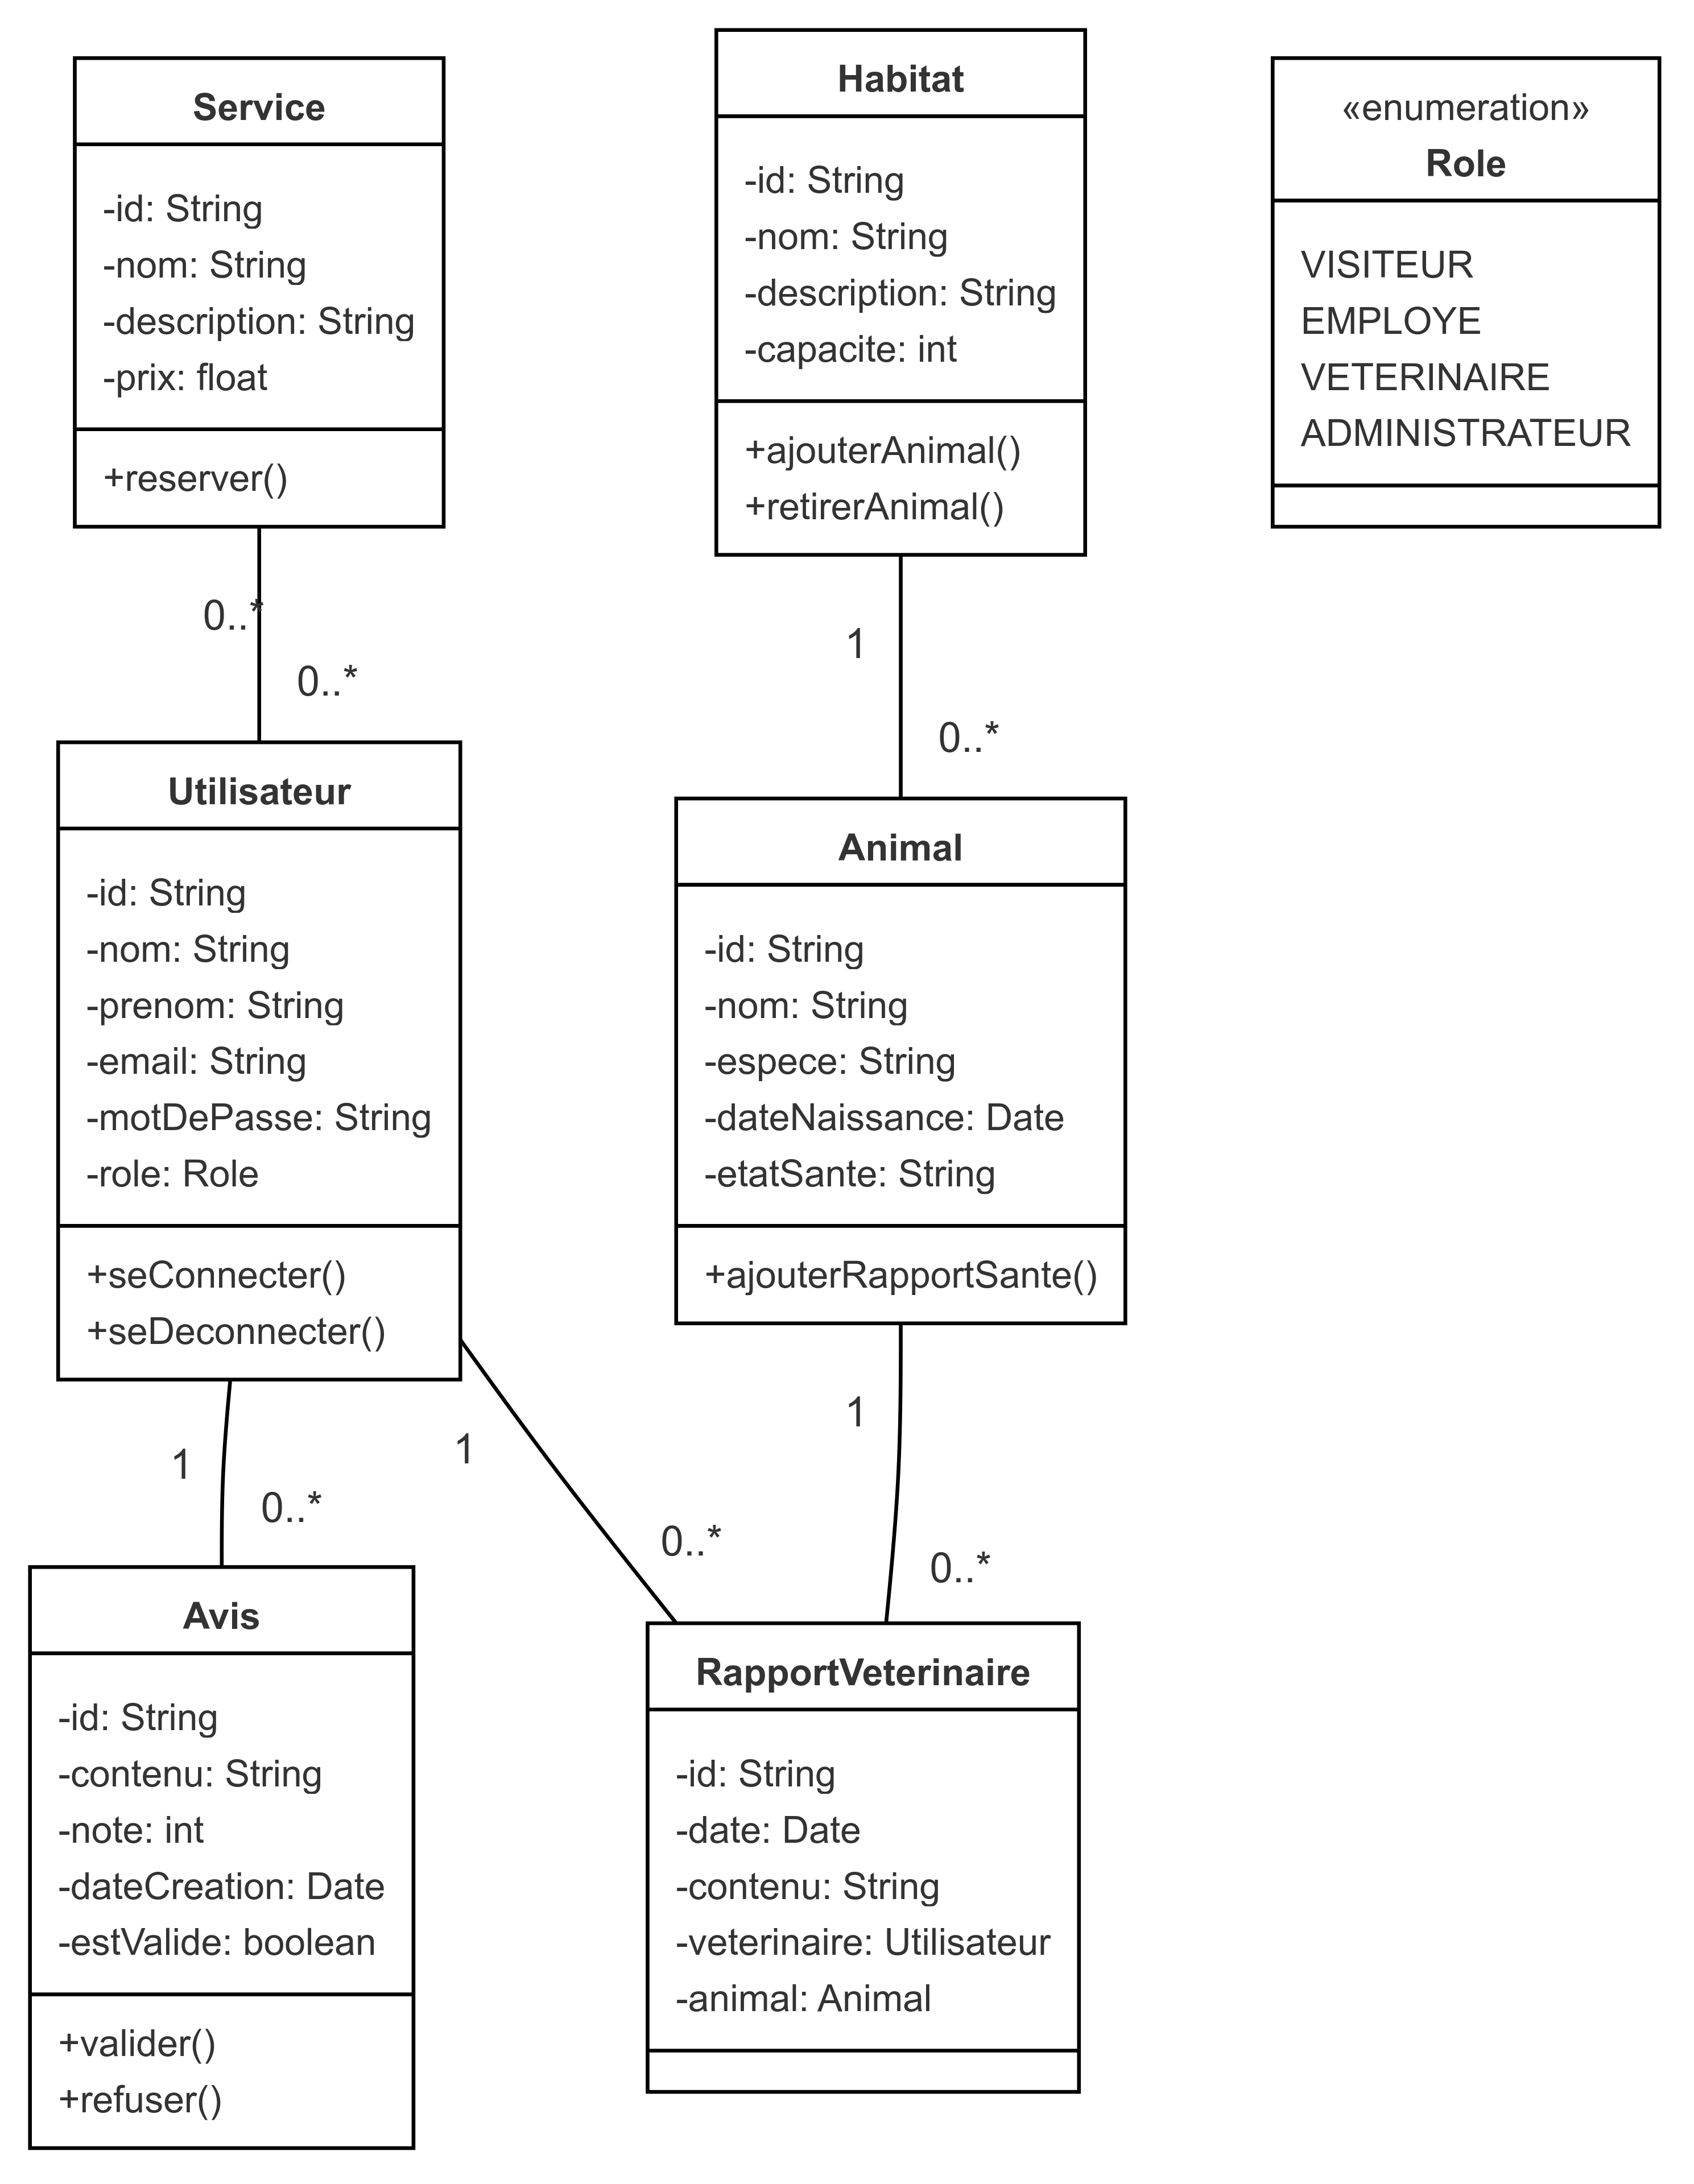 Service
-id: String
-nom: String
-description: String
-prix: float
+reserver()
Habitat
-id: String
-nom: String
-description: String
-capacite: int
+ajouterAnimal()
+retirerAnimal()
«enumeration»
Role
VISITEUR
EMPLOYE
VETERINAIRE
ADMINISTRATEUR
0..*
0..*
1
0..*
Utilisateur
-id: String
-nom: String
-prenom: String
-email: String
-motDePasse: String
-role: Role
+seConnecter()
+seDeconnecter()
Animal
-id: String
-nom: String
-espece: String
-dateNaissance: Date
-etatSante: String
+ajouterRapportSante()
1
0..*
1
0..*
1
0..*
Avis
-id: String
-contenu: String
-note: int
-dateCreation: Date
-estValide: boolean
+valider()
+refuser()
RapportVeterinaire
-id: String
-date: Date
-contenu: String
-veterinaire: Utilisateur
-animal: Animal